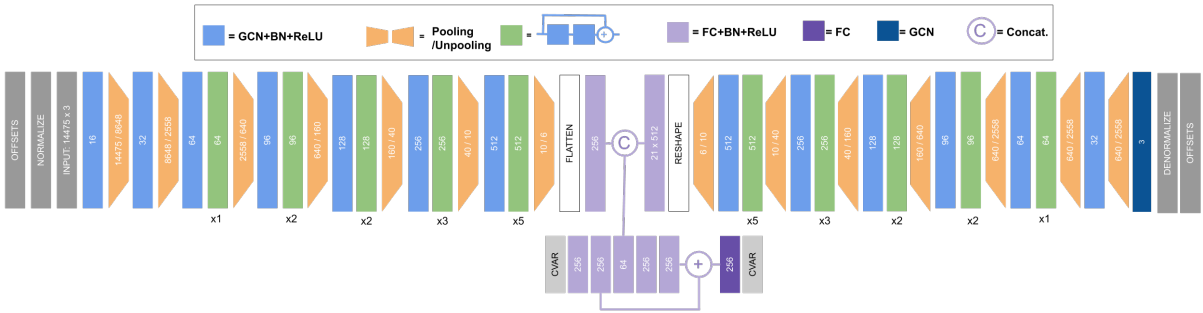 = GCN+BN+ReLU
= Pooling
/Unpooling
=
+
= FC+BN+ReLU
= FC
= GCN
C = Concat.
OFFSETS
NORMALIZE
INPUT: 14475 x 3
16
14475 / 8648
32
8648 / 2558
64
64
x1
2558 / 640
96
96
x2
640 / 160
128
128
x2
160 / 40
256
256
x3
40 / 10
512
512
x5
10 / 6
FLATTEN
256
C
21 x 512
RESHAPE
6 / 10
512
512
x5
10 / 40
256
256
x3
40 / 160
128
128
x2
160 / 640
96
96
x2
640 / 2558
64
64
x1
640 / 2558
32
640 / 2558
3
DENORMALIZE
OFFSETS
CVAR
256
256
64
256
256
+
256
CVAR